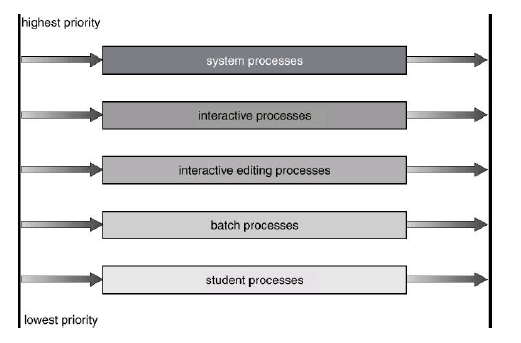 highest priority
system processes
interactive processes
interactive editing processes
batch processes
student processes
lowest priority